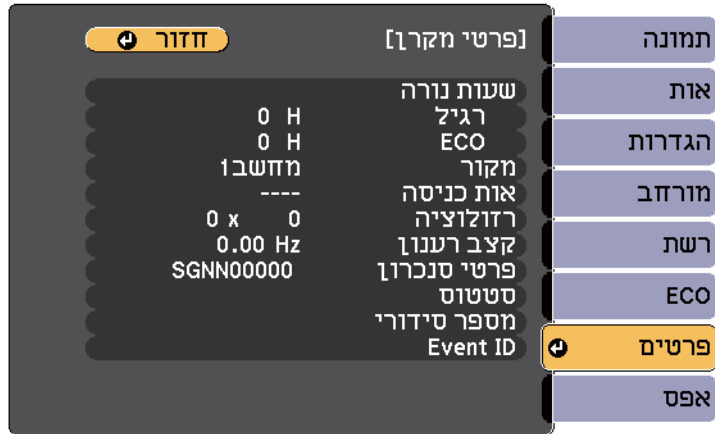 [פרטי מקרן] חזור
שעות נורה
רגיל 0 H
ECO 0 H
מקור מחשב1
אות כניסה ----
רזולוציה 0 x 0
קצב רענון 0.00 Hz
פרטי סנכרון SGNN00000
סטטוס
מספר סידורי
Event ID
תמונה
אות
הגדרות
מורחב
רשת
ECO
פרטים
אפס